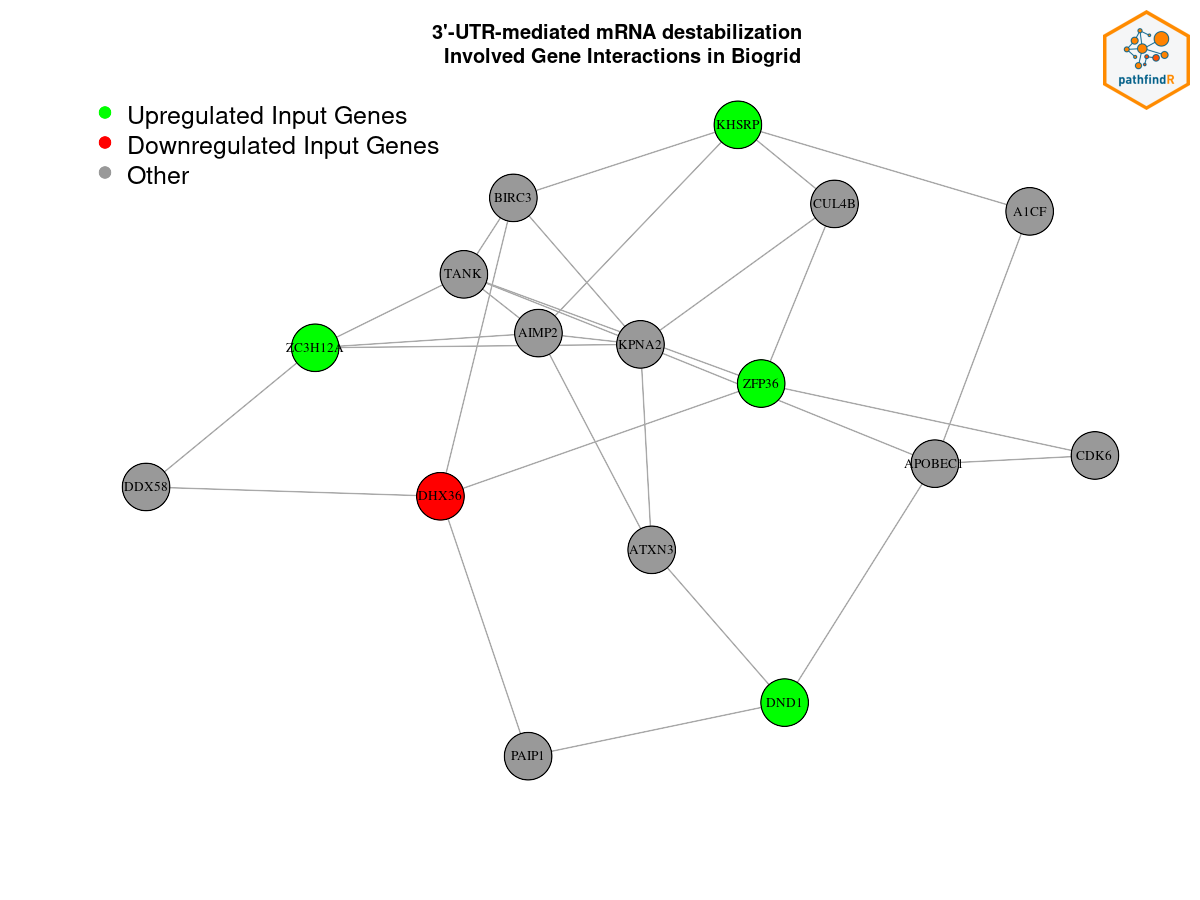 3'-UTR-mediated mRNA destabilization
Involved Gene Interactions in Biogrid
pathfindR
Upregulated Input Genes
Downregulated Input Genes
Other
KHSRP
BIRC3
CUL4B
A1CF
TANK
AIMP2
KPNA2
ZC3H12A
ZFP36
APOBEC1
CDK6
DDX58
DHX36
ATXN3
DND1
PAIP1